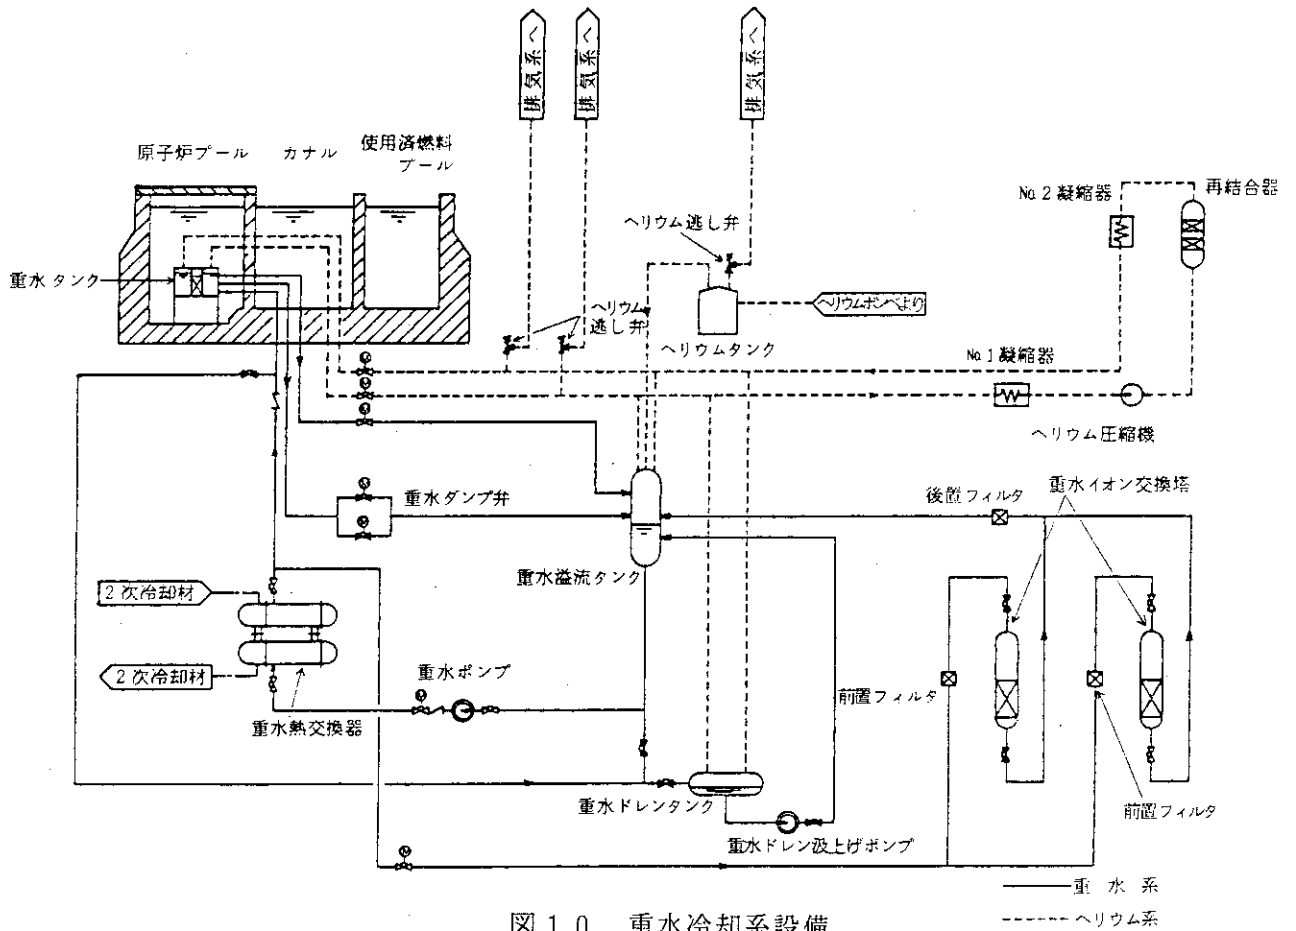 排気系へ
排気系へ
排気系へ
原子炉プール
カナル
使用済燃料
プール
ヘリウム逃し弁
No.2 凝縮器
再結合器
重水タンク
ヘリウム
逃し弁
ヘリウムボンベより
ヘリウムタンク
No.1 凝縮器
ヘリウム圧縮機
重水ダンプ弁
後置フィルタ
重水イオン交換塔
重水溢流タンク
2次冷却材
2次冷却材
重水ポンプ
重水熱交換器
前置フィルタ
重水ドレンタンク
前置フィルタ
重水ドレン汲上げポンプ
重水系
ヘリウム系
図10 重水冷却系設備